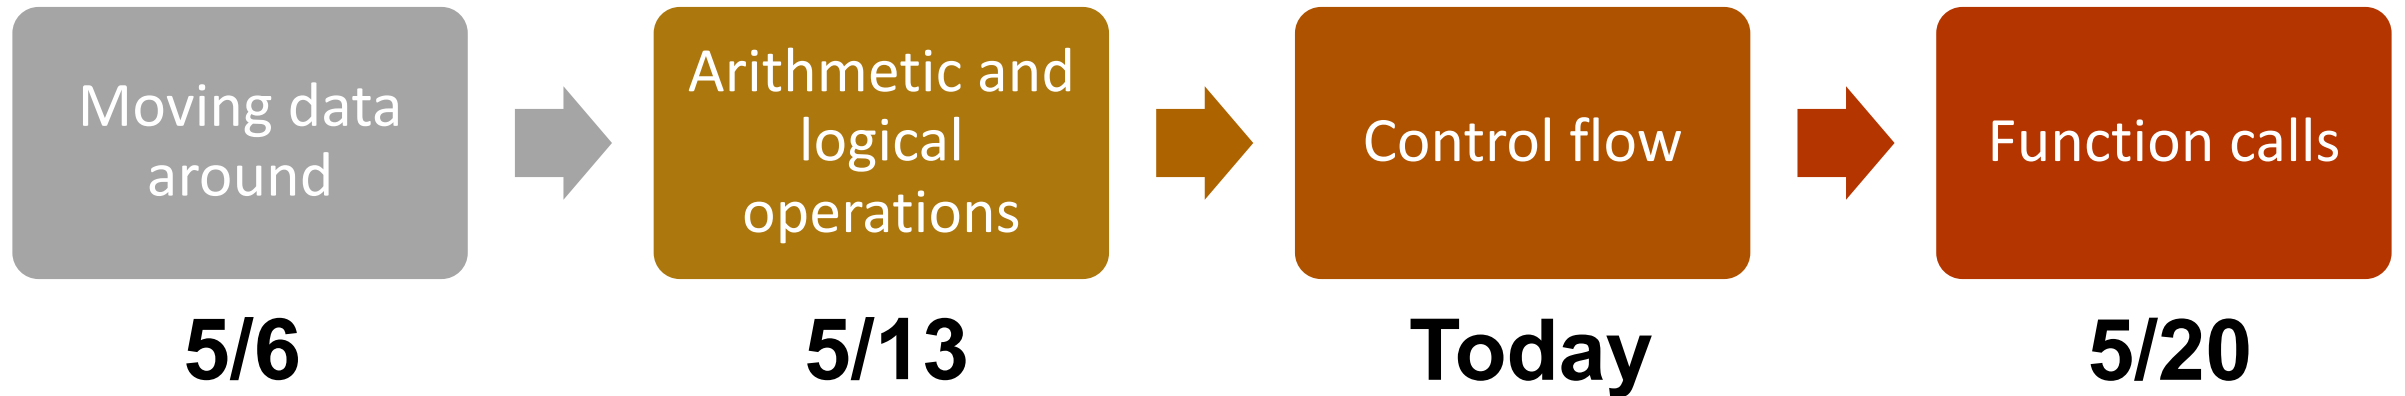 Moving data
around
5/6
Arithmetic and
logical
operations
5/13
Control flow
Today
Function calls
5/20